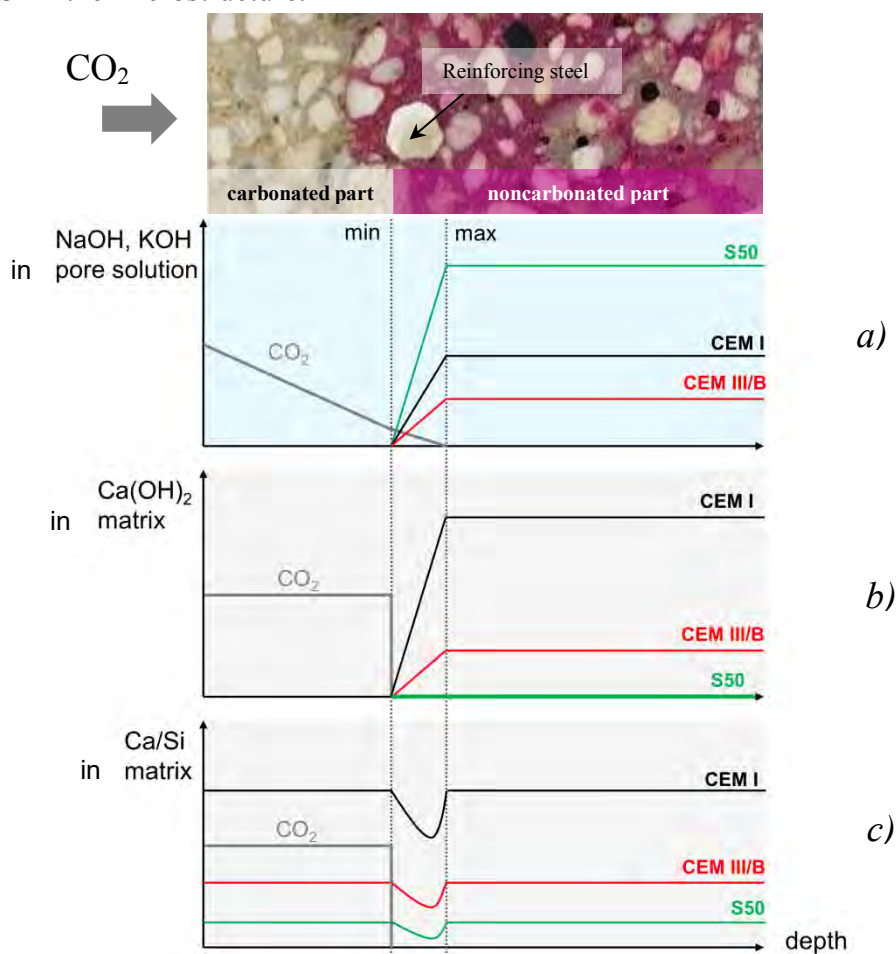 CO2
Reinforcing steel
carbonated part
noncarbonated part
min
max
in
NaOH, KOH
pore solution
S50
CO2
CEM I
CEM III/B
a)
in
Ca(OH)2
matrix
CEM I
CO2
CEM III/B
S50
b)
in
Ca/Si
matrix
CEM I
CO2
CEM III/B
S50
c)
depth